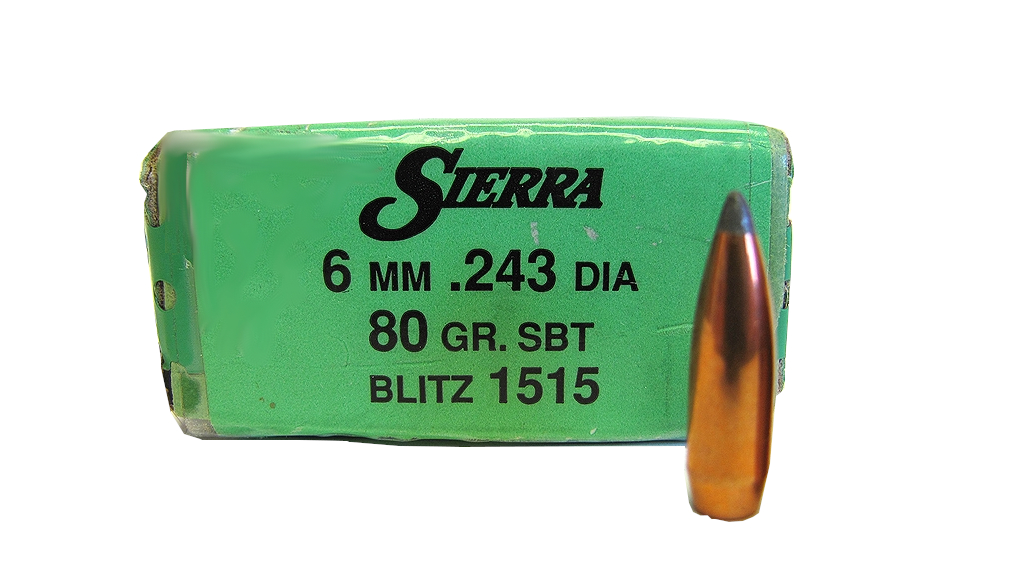 SIERRA
6 MM .243 DIA
80 GR. SBT
BLITZ 1515